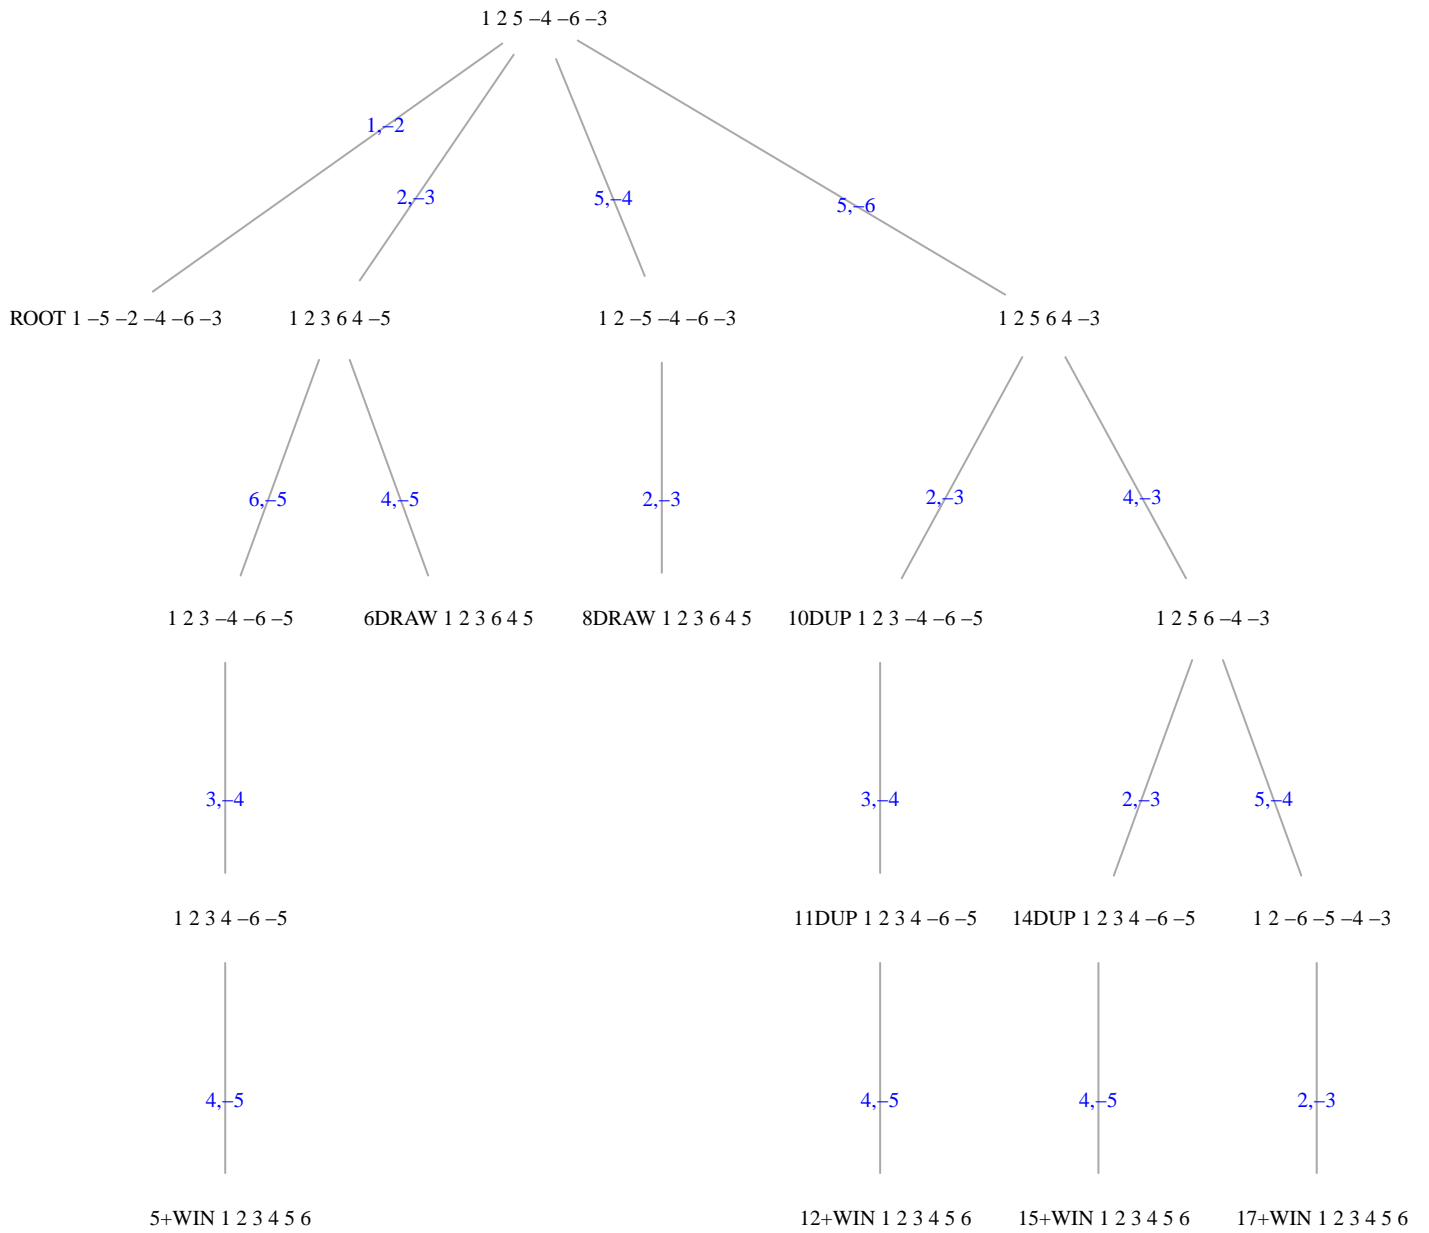 1 2 5 –4 –6 –3
1,–2
2,–3
5,–4
5,–6
ROOT 1 –5 –2 –4 –6 –3
1 2 3 6 4 –5
1 2 –5 –4 –6 –3
1 2 5 6 4 –3
6,–5
4,–5
2,–3
2,–3
4,–3
1 2 3 –4 –6 –5
6DRAW 1 2 3 6 4 5
8DRAW 1 2 3 6 4 5
10DUP 1 2 3 –4 –6 –5
1 2 5 6 –4 –3
3,–4
3,–4
2,–3
5,–4
1 2 3 4 –6 –5
11DUP 1 2 3 4 –6 –5
14DUP 1 2 3 4 –6 –5
1 2 –6 –5 –4 –3
4,–5
4,–5
4,–5
2,–3
5+WIN 1 2 3 4 5 6
12+WIN 1 2 3 4 5 6
15+WIN 1 2 3 4 5 6
17+WIN 1 2 3 4 5 6